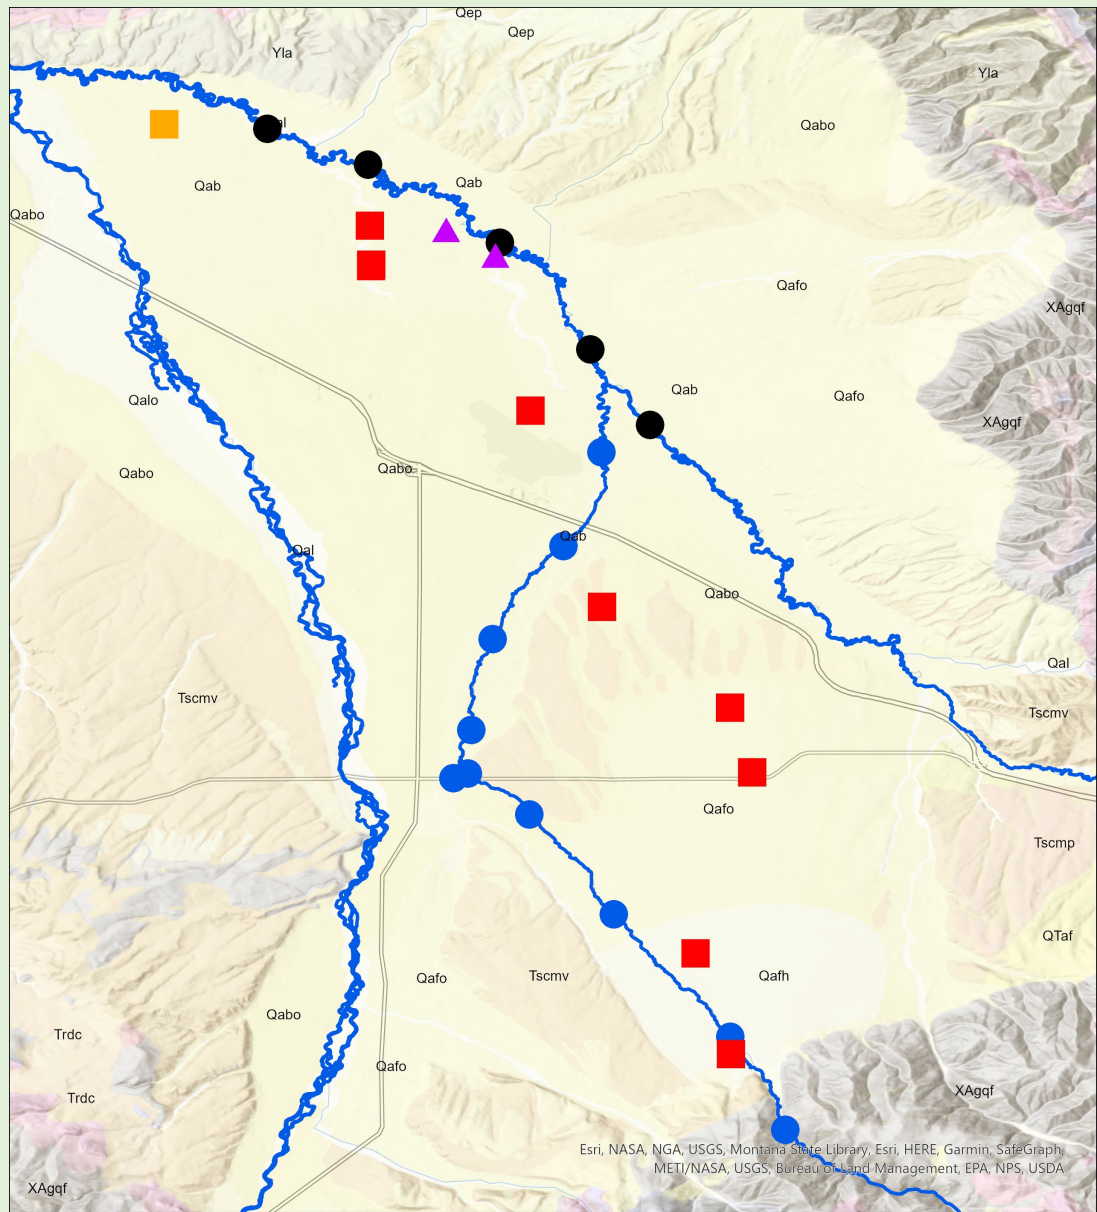 Qep
Qep
Yla
Yla
Qabo
Qab
Qab
Qabo
Qafo
XAgqf
Qab
Qafo
Qalo
XAgqf
Qabo
Qabo
Qab
Qal
Qabo
Qal
Tscmv
Tscmv
Qafo
Tscmp
QTaf
Qafo
Tscmv
Qafh
Qabo
Trdc
Qafo
XAgqf
Trdc
Esri, NASA, NGA, USGS, Montana State Library, Esri, HERE, Garmin, SafeGraph,
METI/NASA, USGS, Bureau of Land Management, EPA, NPS, USDA
XAgqf